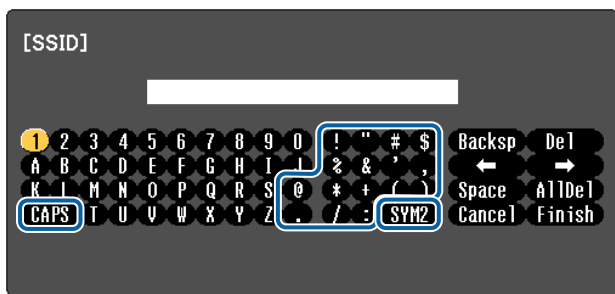 [SSID]
1 2 3 4 5 6 7 8 9 0 ! " # $ Backsp Del
A B C D E F G H I J % & ' , ← →
K L M N O P Q R S @ * + ( ) Space AllDel
CAPS T U V W X Y Z . / : SYM2 Cancel Finish